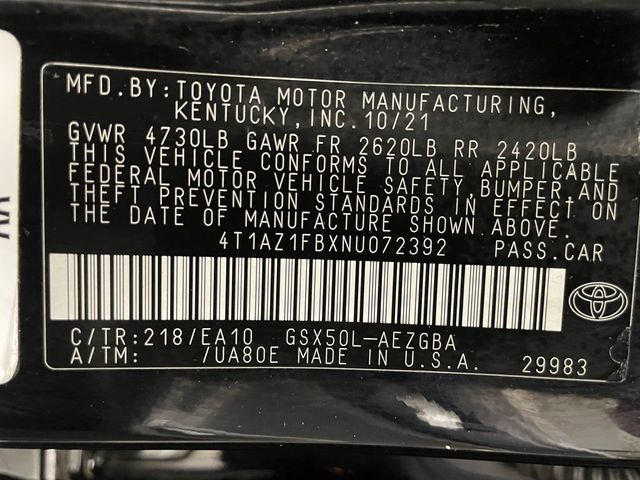 MFD. BY: TOYOTA MOTOR MANUFACTURING,
KENTUCKY, INC. 10/21
GVWR 4730LB GAWR FR 2620LB RR 2420LB
THIS VEHICLE CONFORMS TO ALL APPLICABLE
FEDERAL MOTOR VEHICLE SAFETY, BUMPER, AND
THEFT PREVENTION STANDARDS IN EFFECT ON
THE DATE OF MANUFACTURE SHOWN ABOVE.
4T1AZ1FBXNU072392 PASS. CAR
C/TR: 218/EA10 GSX50L-AEZGBA
A/TM: /UA80E MADE IN U.S.A. 29983